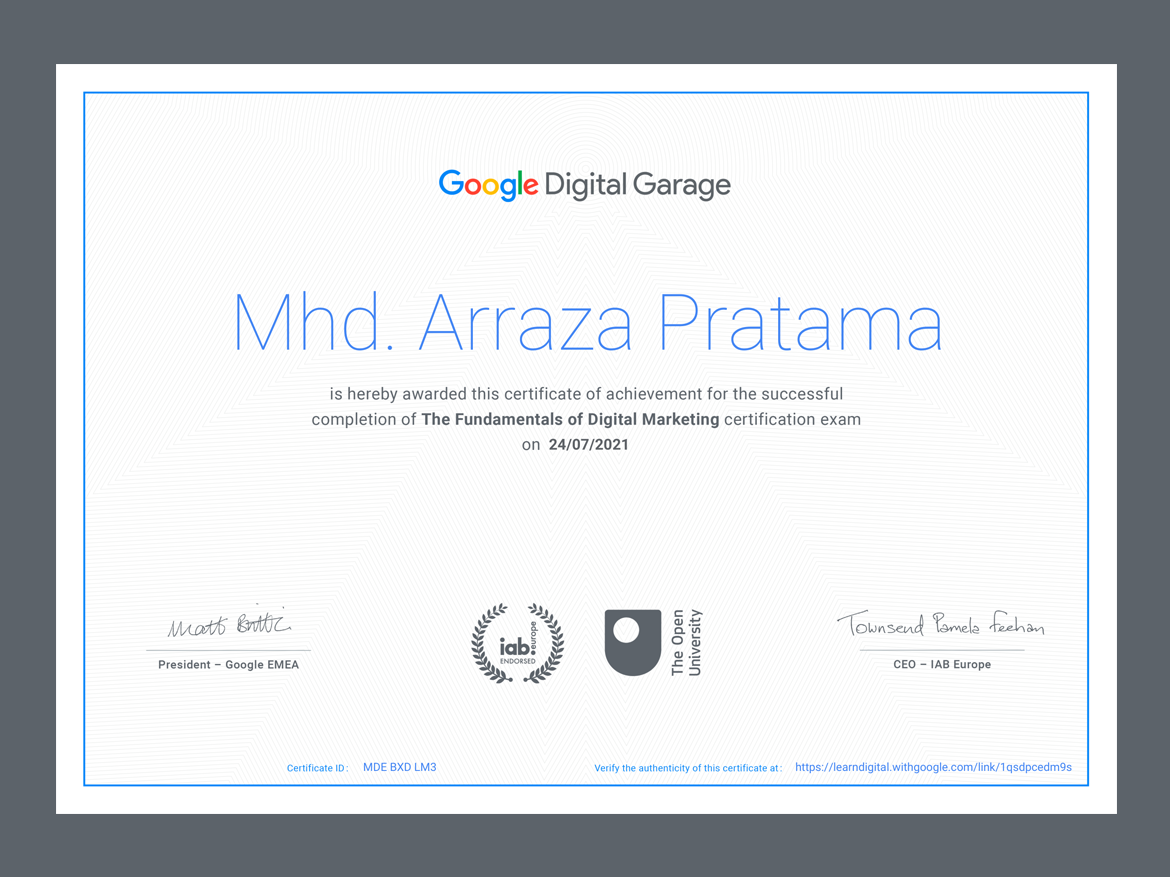 Google Digital Garage
Mhd. Arraza Pratama
is hereby awarded this certificate of achievement for the successful
completion of The Fundamentals of Digital Marketing certification exam
on 24/07/2021
Matt Brittin
President – Google EMEA
iab europe
ENDORSED
The Open
University
Townsend Pamela Feehan
CEO – IAB Europe
Certificate ID: MDE BXD LM3
Verify the authenticity of this certificate at: https://learndigital.withgoogle.com/link/1qsdpcedm9s